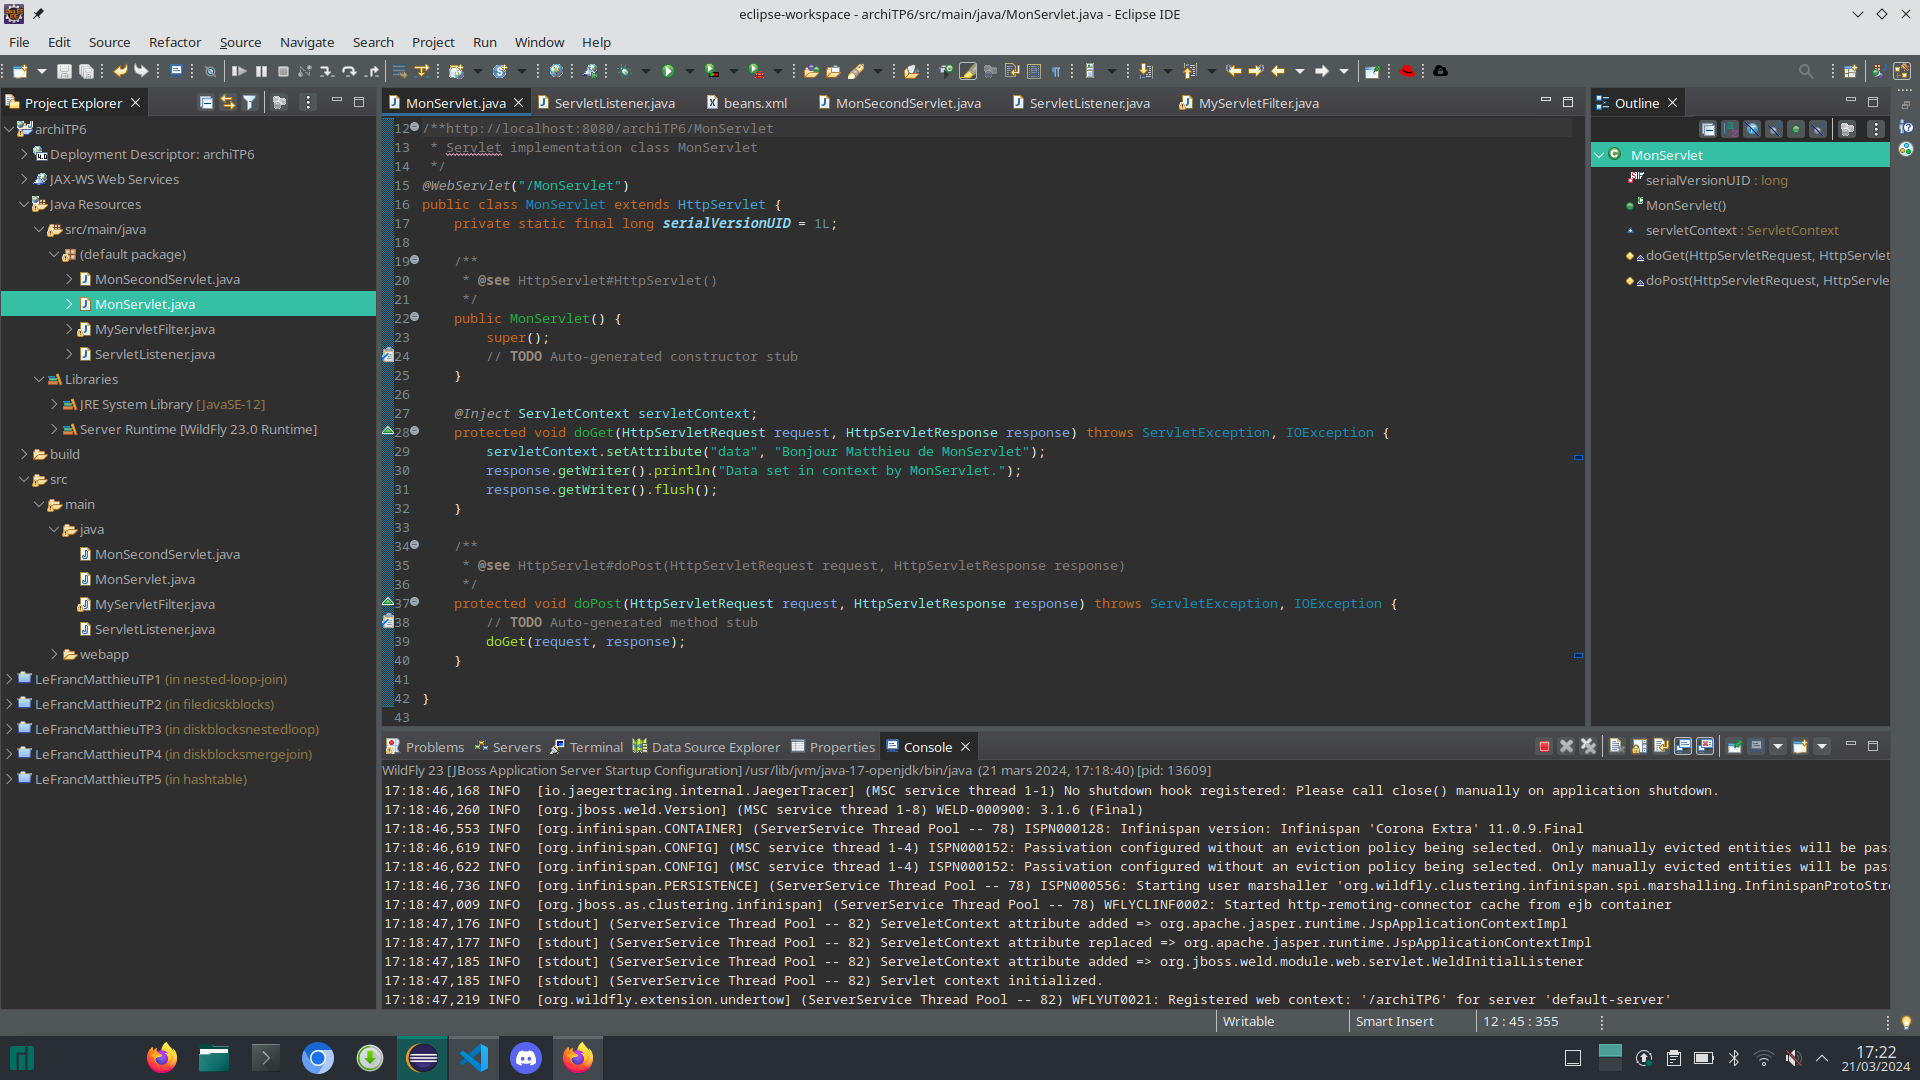 eclipse-workspace - archiTP6/src/main/java/MonServlet.java - Eclipse IDE
File Edit Source Refactor Source Navigate Search Project Run Window Help
Project Explorer
MonServlet.java ServletListener.java beans.xml MonSecondServlet.java ServletListener.java MyServletFilter.java
Outline
archiTP6
Deployment Descriptor: archiTP6
JAX-WS Web Services
Java Resources
src/main/java
(default package)
MonSecondServlet.java
MonServlet.java
MyServletFilter.java
ServletListener.java
Libraries
JRE System Library [JavaSE-12]
Server Runtime [WildFly 23.0 Runtime]
build
src
main
java
MonSecondServlet.java
MonServlet.java
MyServletFilter.java
ServletListener.java
webapp
LeFrancMatthieuTP1 (in nested-loop-join)
LeFrancMatthieuTP2 (in filedicskblocks)
LeFrancMatthieuTP3 (in diskblocksnestedloop)
LeFrancMatthieuTP4 (in diskblocksmergejoin)
LeFrancMatthieuTP5 (in hashtable)
12 /**http://localhost:8080/archiTP6/MonServlet
13 * Servlet implementation class MonServlet
14 */
15 @WebServlet("/MonServlet")
16 public class MonServlet extends HttpServlet {
17 private static final long serialVersionUID = 1L;
18
19 /**
20 * @see HttpServlet#HttpServlet()
21 */
22 public MonServlet() {
23 super();
24 // TODO Auto-generated constructor stub
25 }
26
27 @Inject ServletContext servletContext;
28 protected void doGet(HttpServletRequest request, HttpServletResponse response) throws ServletException, IOException {
29 servletContext.setAttribute("data", "Bonjour Matthieu de MonServlet");
30 response.getWriter().println("Data set in context by MonServlet.");
31 response.getWriter().flush();
32 }
33
34 /**
35 * @see HttpServlet#doPost(HttpServletRequest request, HttpServletResponse response)
36 */
37 protected void doPost(HttpServletRequest request, HttpServletResponse response) throws ServletException, IOException {
38 // TODO Auto-generated method stub
39 doGet(request, response);
40 }
41
42 }
43
MonServlet
serialVersionUID : long
MonServlet()
servletContext : ServletContext
doGet(HttpServletRequest, HttpServlet
doPost(HttpServletRequest, HttpServle
Problems Servers Terminal Data Source Explorer Properties Console
WildFly 23 [JBoss Application Server Startup Configuration] /usr/lib/jvm/java-17-openjdk/bin/java (21 mars 2024, 17:18:40) [pid: 13609]
17:18:46,168 INFO [io.jaegertracing.internal.JaegerTracer] (MSC service thread 1-1) No shutdown hook registered: Please call close() manually on application shutdown.
17:18:46,260 INFO [org.jboss.weld.Version] (MSC service thread 1-8) WELD-000900: 3.1.6 (Final)
17:18:46,553 INFO [org.infinispan.CONTAINER] (ServerService Thread Pool -- 78) ISPN000128: Infinispan version: Infinispan 'Corona Extra' 11.0.9.Final
17:18:46,619 INFO [org.infinispan.CONFIG] (MSC service thread 1-4) ISPN000152: Passivation configured without an eviction policy being selected. Only manually evicted entities will be pas
17:18:46,622 INFO [org.infinispan.CONFIG] (MSC service thread 1-4) ISPN000152: Passivation configured without an eviction policy being selected. Only manually evicted entities will be pas
17:18:46,736 INFO [org.infinispan.PERSISTENCE] (ServerService Thread Pool -- 78) ISPN000556: Starting user marshaller 'org.wildfly.clustering.infinispan.spi.marshalling.InfinispanProtoStr
17:18:47,009 INFO [org.jboss.as.clustering.infinispan] (ServerService Thread Pool -- 78) WFLYCLINF0002: Started http-remoting-connector cache from ejb container
17:18:47,176 INFO [stdout] (ServerService Thread Pool -- 82) ServeletContext attribute added => org.apache.jasper.runtime.JspApplicationContextImpl
17:18:47,177 INFO [stdout] (ServerService Thread Pool -- 82) ServeletContext attribute replaced => org.apache.jasper.runtime.JspApplicationContextImpl
17:18:47,185 INFO [stdout] (ServerService Thread Pool -- 82) ServeletContext attribute added => org.jboss.weld.module.web.servlet.WeldInitialListener
17:18:47,185 INFO [stdout] (ServerService Thread Pool -- 82) Servlet context initialized.
17:18:47,219 INFO [org.wildfly.extension.undertow] (ServerService Thread Pool -- 82) WFLYUT0021: Registered web context: '/archiTP6' for server 'default-server'
Writable Smart Insert 12 : 45 : 355
17:22
21/03/2024